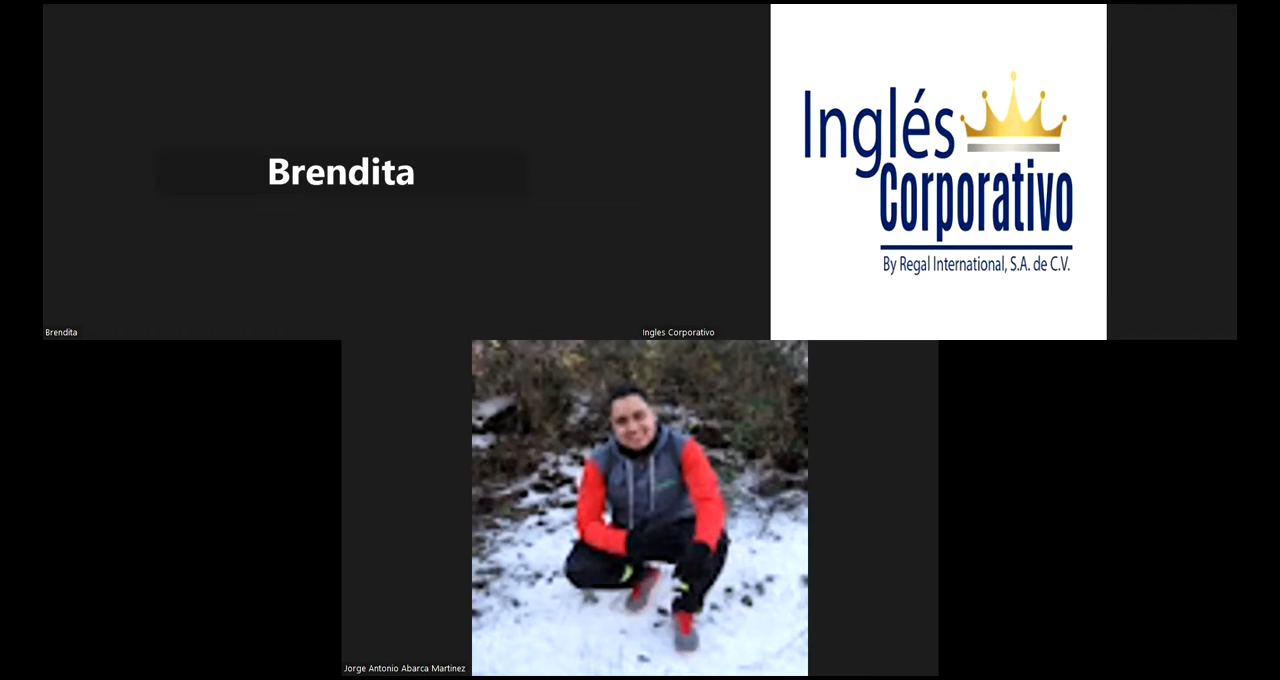 Brendita
Brendita
Inglés
Corporativo
By Regal International, S.A. de C.V.
Ingles Corporativo
Jorge Antonio Abarca Martinez